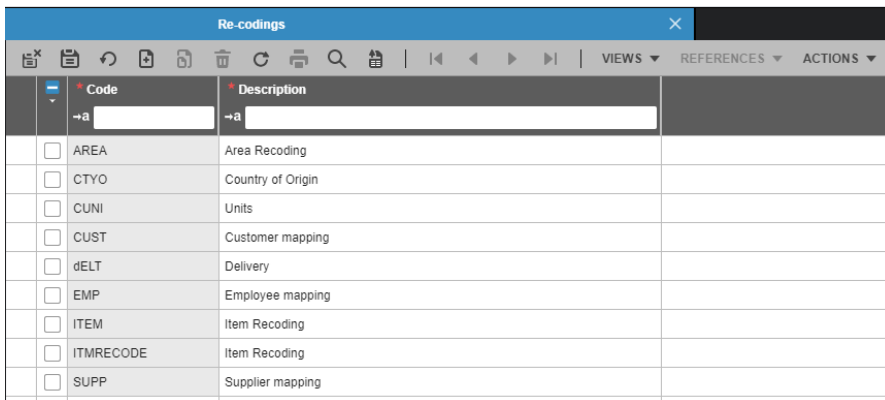 Re-codings
VIEWS REFERENCES ACTIONS
* Code * Description
→a →a
AREA Area Recoding
CTYO Country of Origin
CUNI Units
CUST Customer mapping
dELT Delivery
EMP Employee mapping
ITEM Item Recoding
ITMRECODE Item Recoding
SUPP Supplier mapping